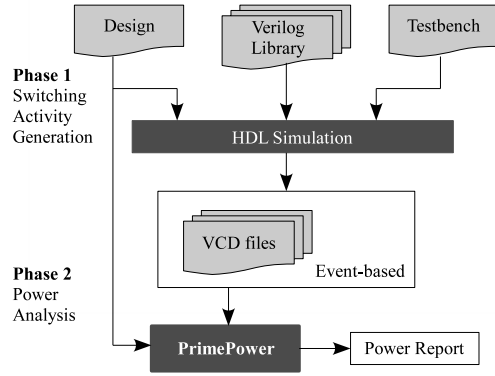 Design
Verilog
Library
Testbench
Phase 1
Switching
Activity
Generation
HDL Simulation
VCD files
Event-based
Phase 2
Power
Analysis
PrimePower
Power Report